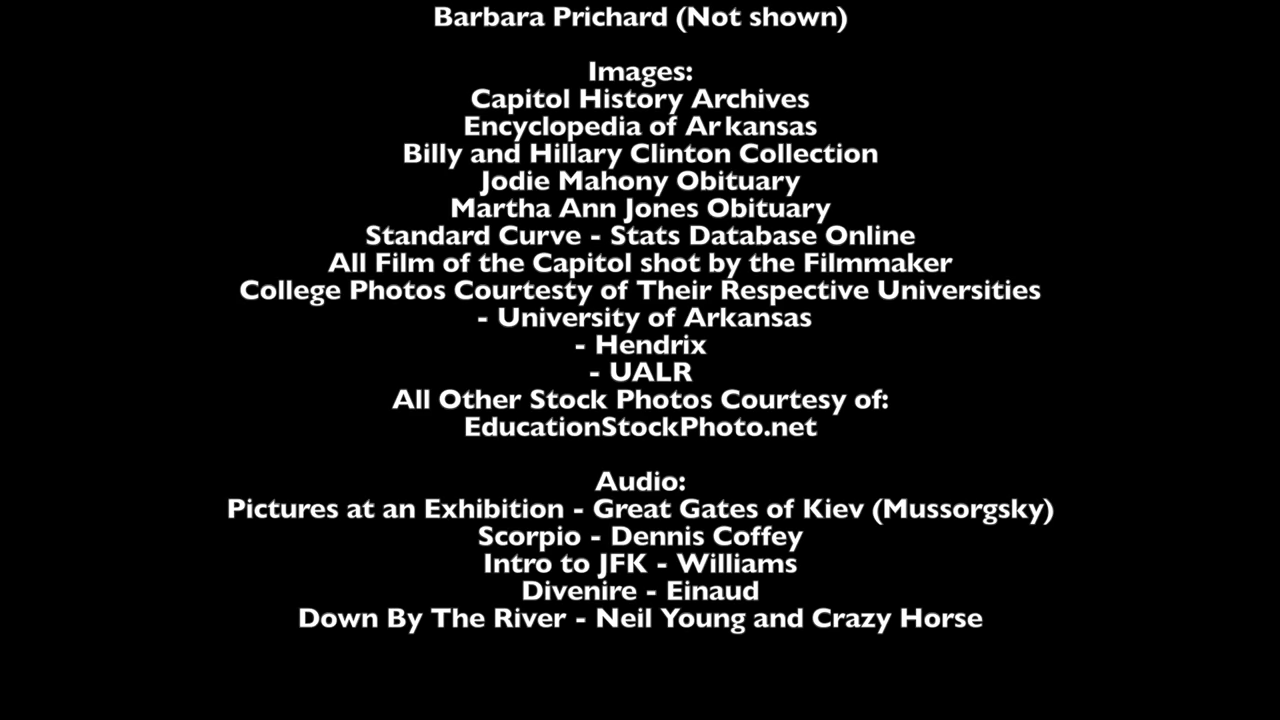 Barbara Prichard (Not shown)
Images:
Capitol History Archives
Encyclopedia of Arkansas
Billy and Hillary Clinton Collection
Jodie Mahony Obituary
Martha Ann Jones Obituary
Standard Curve - Stats Database Online
All Film of the Capitol shot by the Filmmaker
College Photos Courtesty of Their Respective Universities
- University of Arkansas
- Hendrix
- UALR
All Other Stock Photos Courtesy of:
EducationStockPhoto.net
Audio:
Pictures at an Exhibition - Great Gates of Kiev (Mussorgsky)
Scorpio - Dennis Coffey
Intro to JFK - Williams
Divenire - Einaud
Down By The River - Neil Young and Crazy Horse